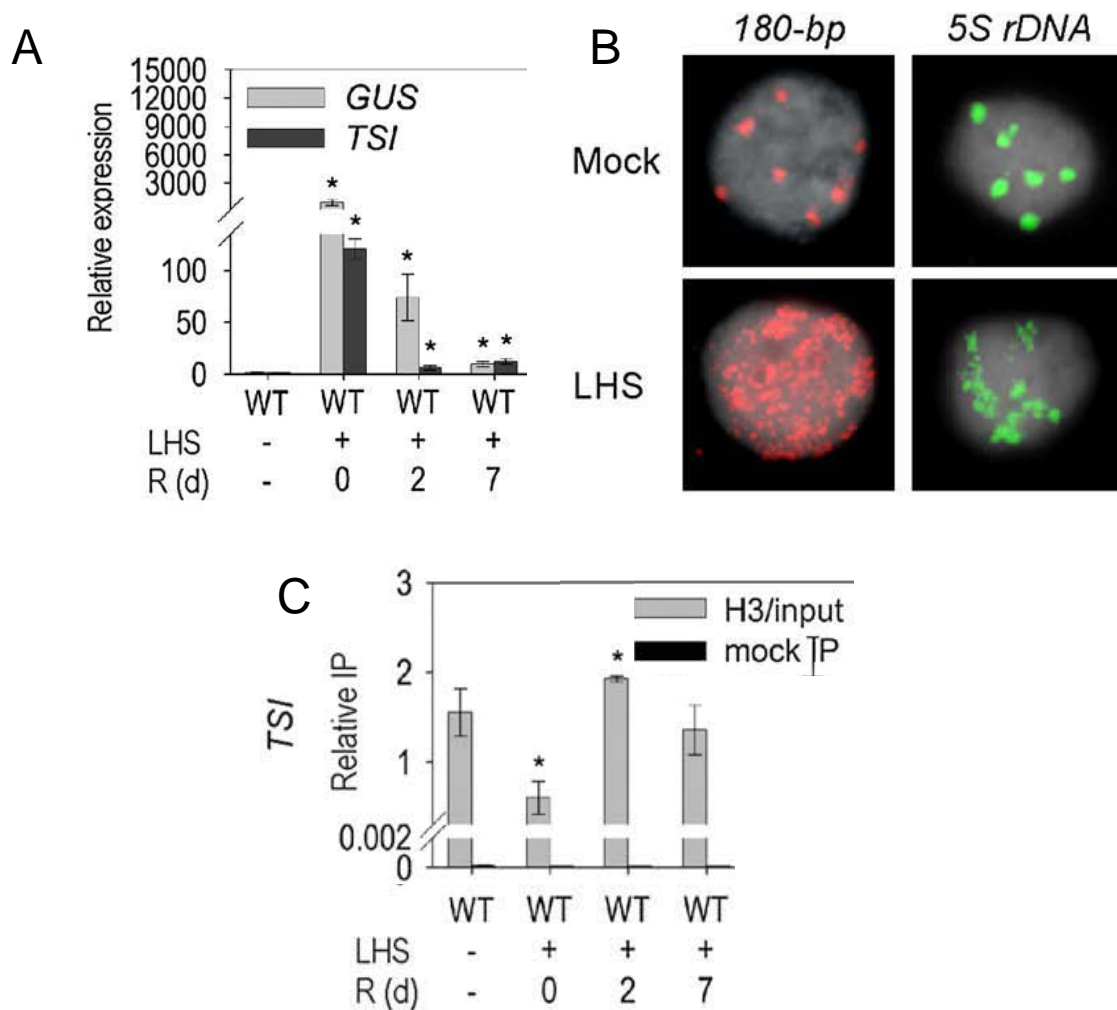 A
15000
12000
9000
6000
3000
100
50
0
Relative expression
GUS
TSI
*
*
*
*
* *
WT WT WT WT
LHS - + + +
R (d) - 0 2 7
B
180-bp 5S rDNA
Mock
LHS
C
3
2
1
0.002
0
TSI
Relative IP
H3/input
mock IP
*
*
WT WT WT WT
LHS - + + +
R (d) - 0 2 7